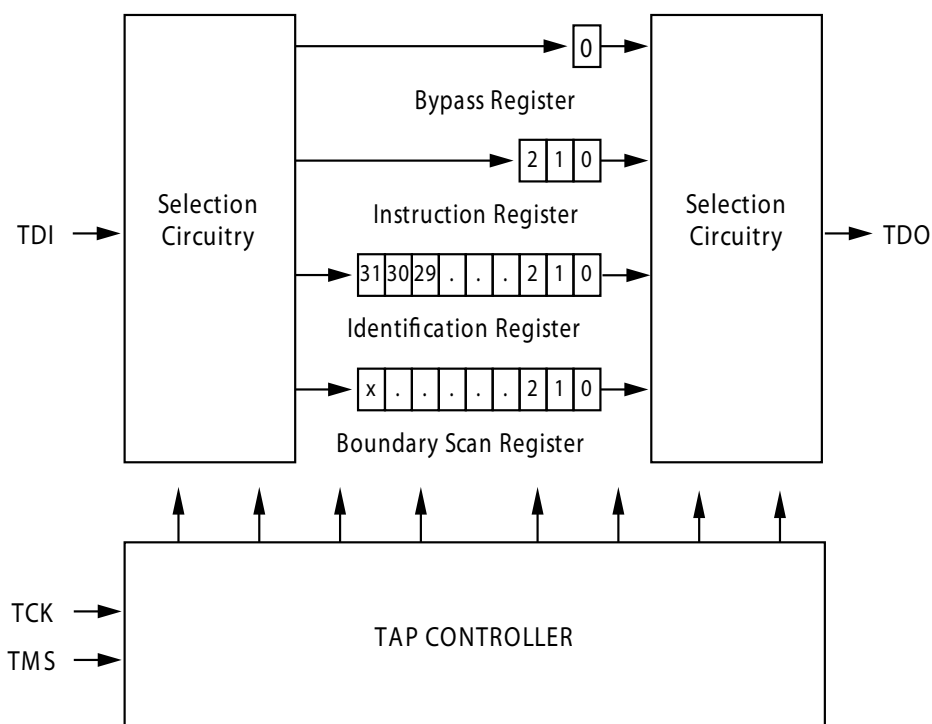 0
Bypass Register
2 1 0
Instruction Register
Selection
Circuitry
Selection
Circuitry
TDI
TDO
31 30 29 . . . 2 1 0
Identification Register
x . . . . . 2 1 0
Boundary Scan Register
TCK
TMS
TAP CONTROLLER